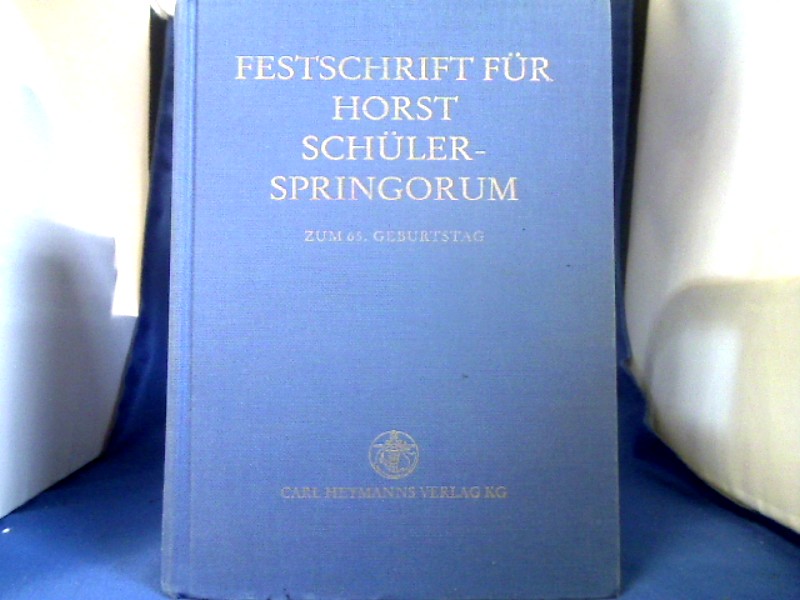 FESTSCHRIFT FÜR
HORST
SCHÜLER-
SPRINGORUM
ZUM 65. GEBURTSTAG
CARL HEYMANNS VERLAG KG